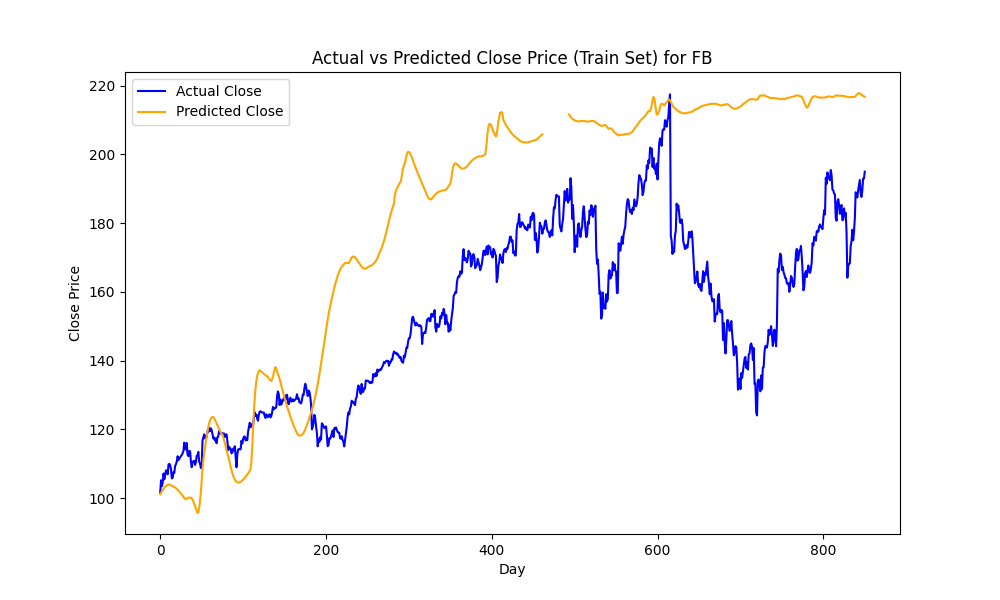 Actual vs Predicted Close Price (Train Set) for FB
Actual Close
Predicted Close
220
200
180
160
140
120
100
Close Price
0 200 400 600 800
Day